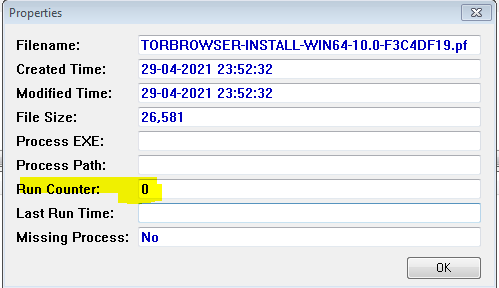 Properties
Filename: TORBROWSER-INSTALL-WIN64-10.0-F3C4DF19.pf
Created Time: 29-04-2021 23:52:32
Modified Time: 29-04-2021 23:52:32
File Size: 26,581
Process EXE:
Process Path:
Run Counter: 0
Last Run Time:
Missing Process: No
OK